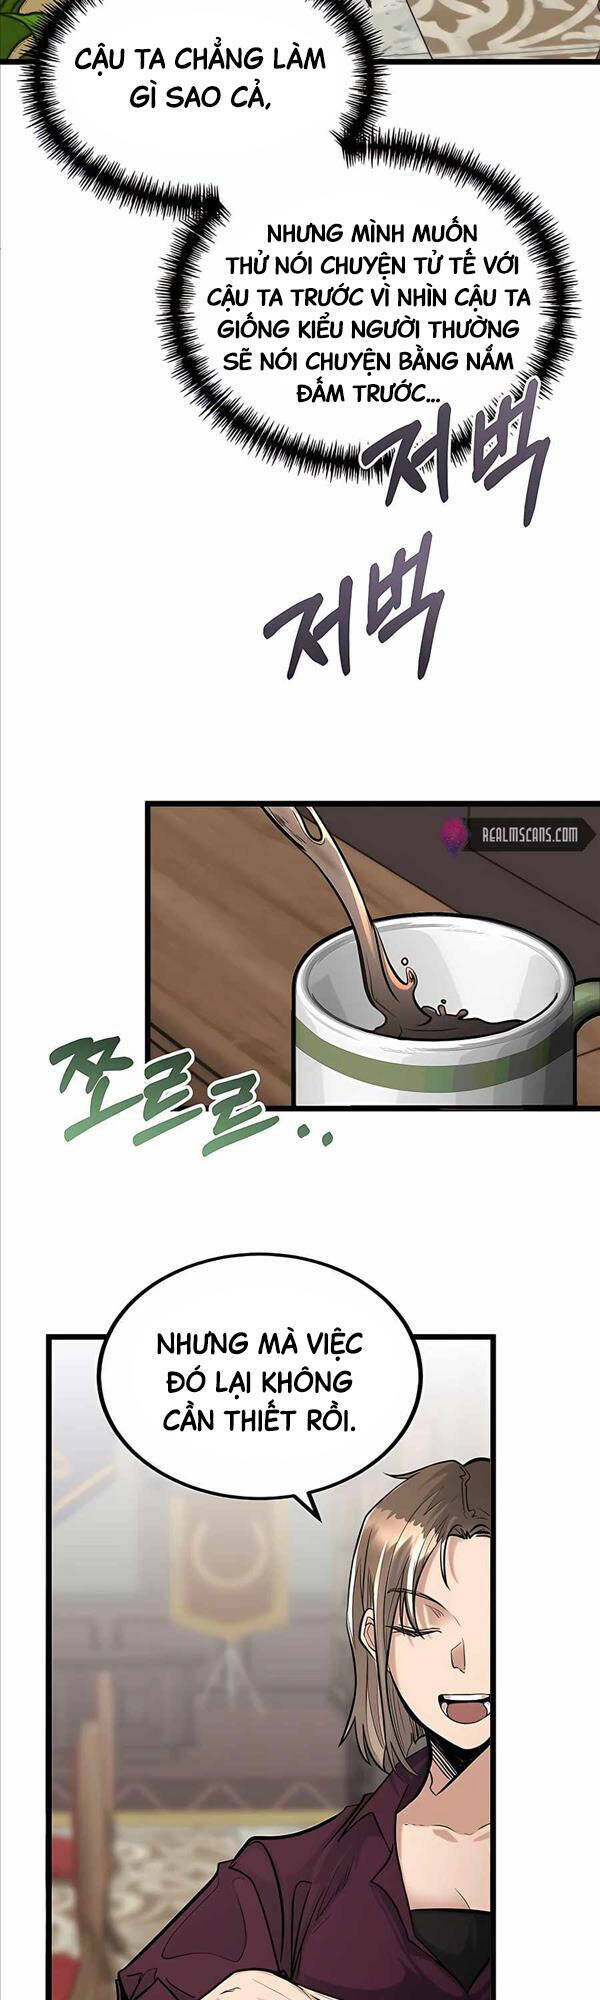 CẬU TA CHẲNG LÀM
GÌ SAO CẢ,
NHƯNG MÌNH MUỐN
THỬ NÓI CHUYỆN TỬ TẾ VỚI
CẬU TA TRƯỚC VÌ NHÌN CẬU TA
GIỐNG KIỂU NGƯỜI THƯỜNG
SẼ NÓI CHUYỆN BẰNG NẮM
ĐẤM TRƯỚC...
저벅
저벅
REALMSCANS.COM
쪼르르..
NHƯNG MÀ VIỆC
ĐÓ LẠI KHÔNG
CẦN THIẾT RỒI.